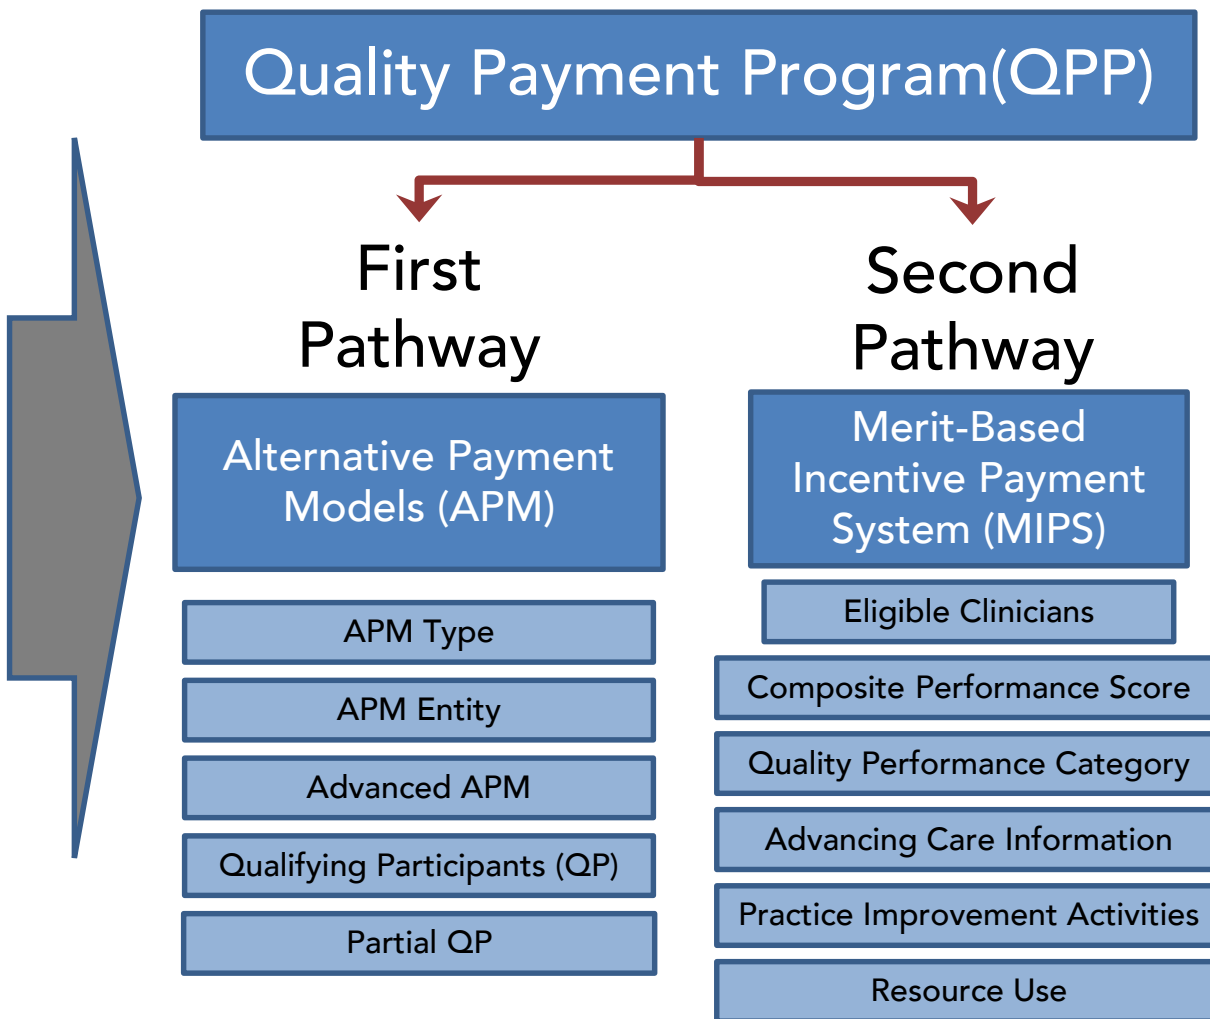 Quality Payment Program(QPP)
First
Pathway
Alternative Payment
Models (APM)
APM Type
APM Entity
Advanced APM
Qualifying Participants (QP)
Partial QP
Second
Pathway
Merit-Based
Incentive Payment
System (MIPS)
Eligible Clinicians
Composite Performance Score
Quality Performance Category
Advancing Care Information
Practice Improvement Activities
Resource Use